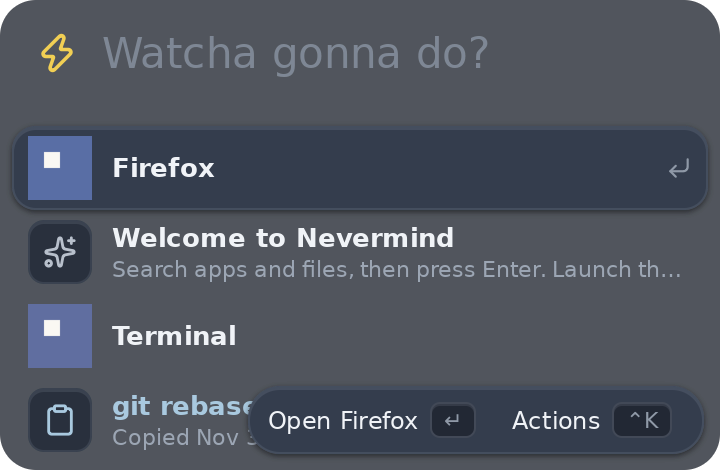 Watcha gonna do?
Firefox
Welcome to Nevermind
Search apps and files, then press Enter. Launch th…
Terminal
git rebase
Copied Nov
Open Firefox ↵ Actions ^K